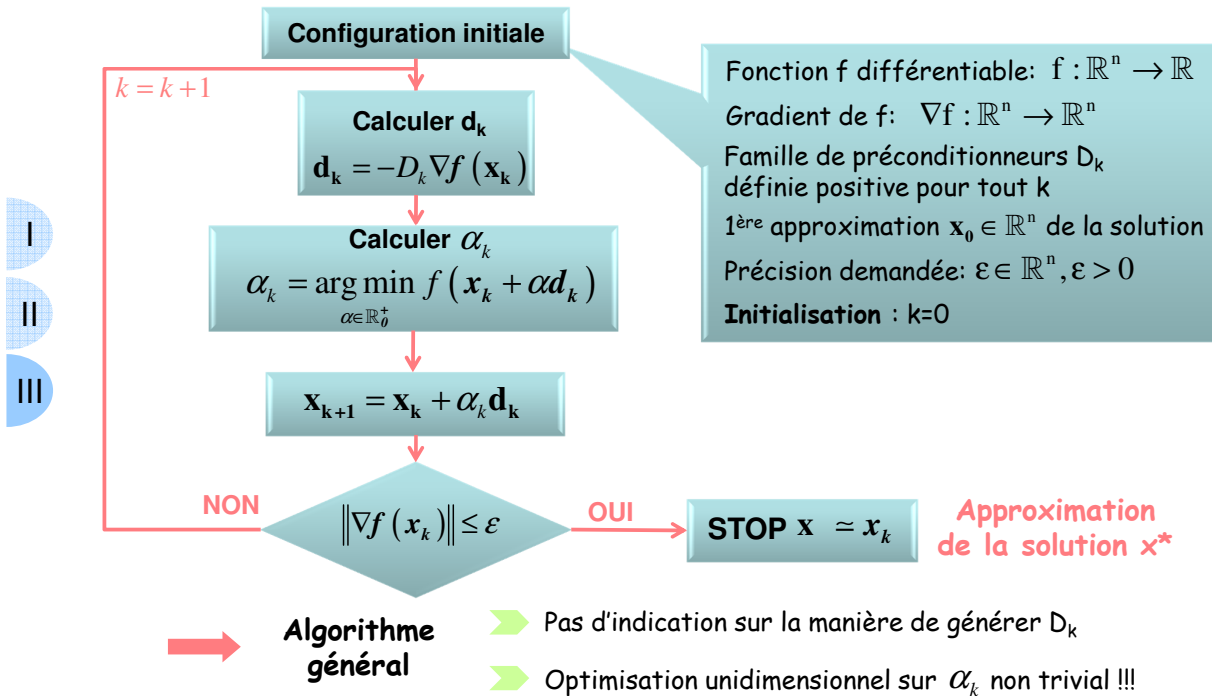 Configuration initiale
k = k + 1
Calculer dₖ
𝐝ₖ = −Dₖ∇f(𝐱ₖ)
Calculer αₖ
αₖ = arg min f(xₖ + αdₖ)
α∈ℝ₀⁺
𝐱ₖ₊₁ = 𝐱ₖ + αₖ𝐝ₖ
NON
‖∇f(xₖ)‖ ≤ ε
OUI
STOP x ≃ xₖ
Approximation
de la solution x*
Fonction f différentiable: f : ℝⁿ → ℝ
Gradient de f: ∇f : ℝⁿ → ℝⁿ
Famille de préconditionneurs Dₖ
définie positive pour tout k
1ère approximation x₀ ∈ ℝⁿ de la solution
Précision demandée: ε ∈ ℝⁿ, ε > 0
Initialisation : k=0
I
II
III
Algorithme
général
Pas d'indication sur la manière de générer Dₖ
Optimisation unidimensionnel sur αₖ non trivial !!!